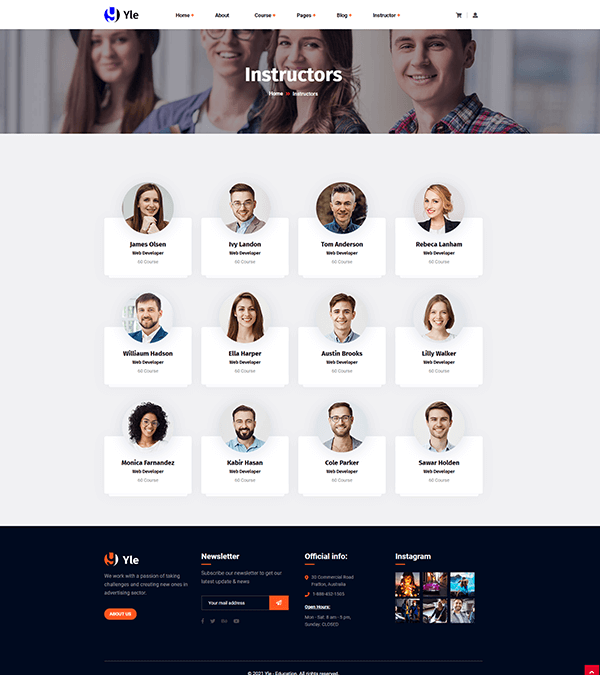 Yle
Home
About
Course
Pages
Blog
Instructor
Instructors
Home » Instructors
James Olsen
Web Developer
60 Course
Ivy Landon
Web Developer
60 Course
Tom Anderson
Web Developer
60 Course
Rebeca Lanham
Web Developer
60 Course
Williaum Hadson
Web Developer
60 Course
Ella Harper
Web Developer
60 Course
Austin Brooks
Web Developer
60 Course
Lilly Walker
Web Developer
60 Course
Monica Farnandez
Web Developer
60 Course
Kabir Hasan
Web Developer
60 Course
Cole Parker
Web Developer
60 Course
Sawar Holden
Web Developer
60 Course
Yle
We work with a passion of taking
challenges and creating new ones in
advertising sector.
ABOUT US
Newsletter
Subscribe our newsletter to get our
latest update & news
Your mail address
Official info:
30 Commercial Road
Fratton, Australia
1-888-452-1505
Open Hours:
Mon - Sat: 8 am - 5 pm,
Sunday: CLOSED
Instagram
© 2021 Yle - Education. All rights reserved.